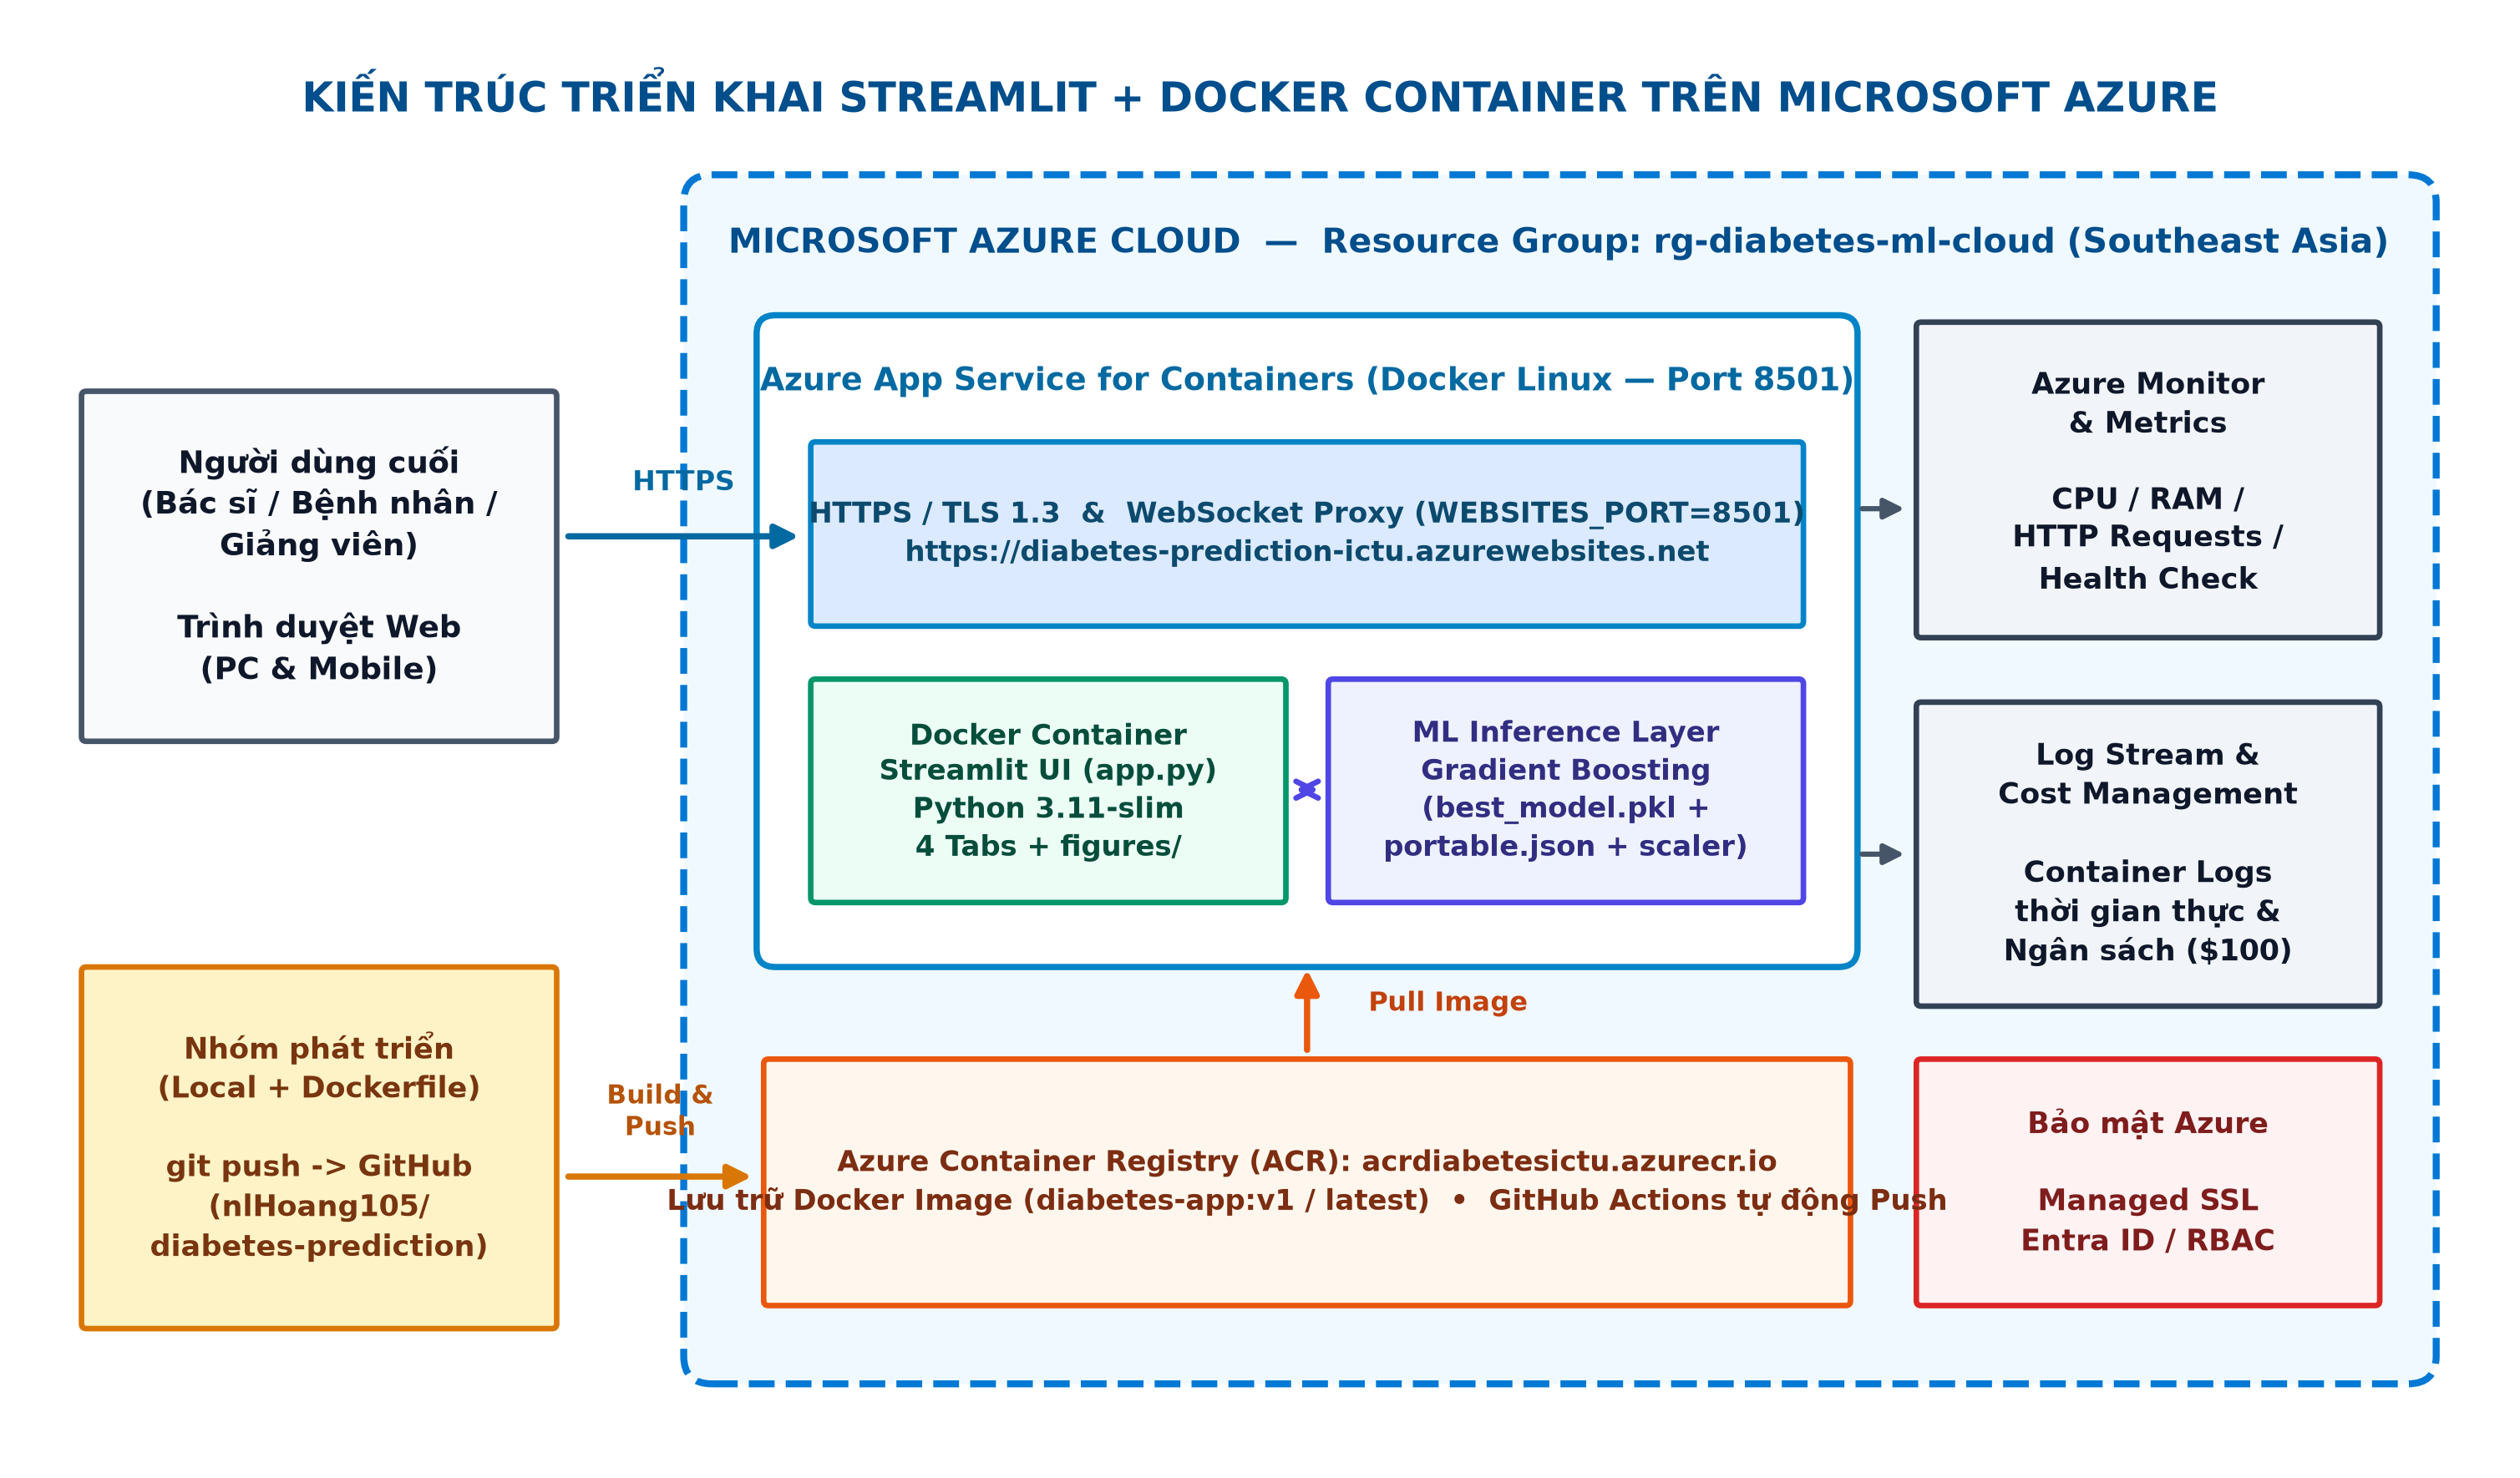 KIẾN TRÚC TRIỂN KHAI STREAMLIT + DOCKER CONTAINER TRÊN MICROSOFT AZURE
MICROSOFT AZURE CLOUD — Resource Group: rg-diabetes-ml-cloud (Southeast Asia)
Người dùng cuối
(Bác sĩ / Bệnh nhân /
Giảng viên)
Trình duyệt Web
(PC & Mobile)
HTTPS
Azure App Service for Containers (Docker Linux — Port 8501)
HTTPS / TLS 1.3 & WebSocket Proxy (WEBSITES_PORT=8501)
https://diabetes-prediction-ictu.azurewebsites.net
Docker Container
Streamlit UI (app.py)
Python 3.11-slim
4 Tabs + figures/
ML Inference Layer
Gradient Boosting
(best_model.pkl +
portable.json + scaler)
Azure Monitor
& Metrics
CPU / RAM /
HTTP Requests /
Health Check
Log Stream &
Cost Management
Container Logs
thời gian thực &
Ngân sách ($100)
Nhóm phát triển
(Local + Dockerfile)
git push -> GitHub
(nlHoang105/
diabetes-prediction)
Build &
Push
Pull Image
Azure Container Registry (ACR): acrdiabetesictu.azurecr.io
Lưu trữ Docker Image (diabetes-app:v1 / latest) • GitHub Actions tự động Push
Bảo mật Azure
Managed SSL
Entra ID / RBAC